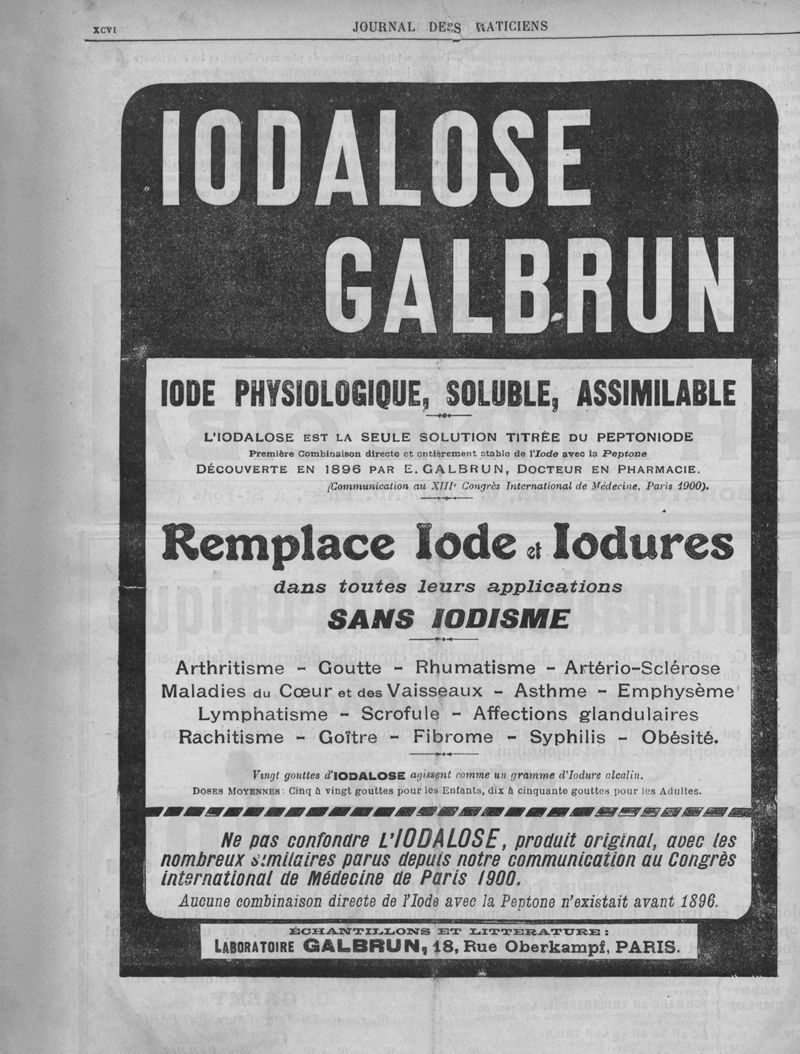 XCVI
JOURNAL DES RATICIENS
IODALOSE
GALBRUN
IODE PHYSIOLOGIQUE, SOLUBLE, ASSIMILABLE
L'IODALOSE EST LA SEULE SOLUTION TITRÉE DU PEPTONIODE
Première Combinaison directe et entièrement stable de l'Iode avec la Peptone
DÉCOUVERTE EN 1896 PAR E. GALBRUN, DOCTEUR EN PHARMACIE.
(Communication au XIIIe Congrès International de Médecine, Paris 1900).
Remplace Iode et Iodures
dans toutes leurs applications
SANS IODISME
Arthritisme - Goutte - Rhumatisme - Artério-Sclérose
Maladies du Cœur et des Vaisseaux - Asthme - Emphysème
Lymphatisme - Scrofule - Affections glandulaires
Rachitisme - Goître - Fibrome - Syphilis - Obésité.
Vingt gouttes d'IODALOSE agissent comme un gramme d'Iodure alcalin.
DOSES MOYENNES : Cinq à vingt gouttes pour les Enfants, dix à cinquante gouttes pour les Adultes.
Ne pas confondre L'IODALOSE, produit original, avec les
nombreux similaires parus depuis notre communication au Congrès
international de Médecine de Paris 1900.
Aucune combinaison directe de l'Iode avec la Peptone n'existait avant 1896.
ÉCHANTILLONS ET LITTÉRATURE :
LABORATOIRE GALBRUN, 18, Rue Oberkampf, PARIS.